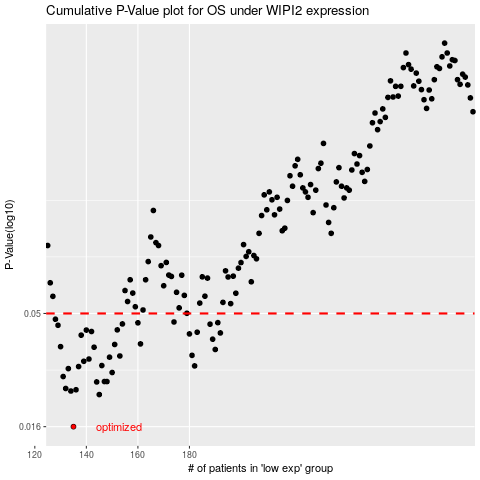 Cumulative P-Value plot for OS under WIPI2 expression
P-Value(log10)
0.05
0.016
optimized
120 140 160 180
# of patients in 'low exp' group